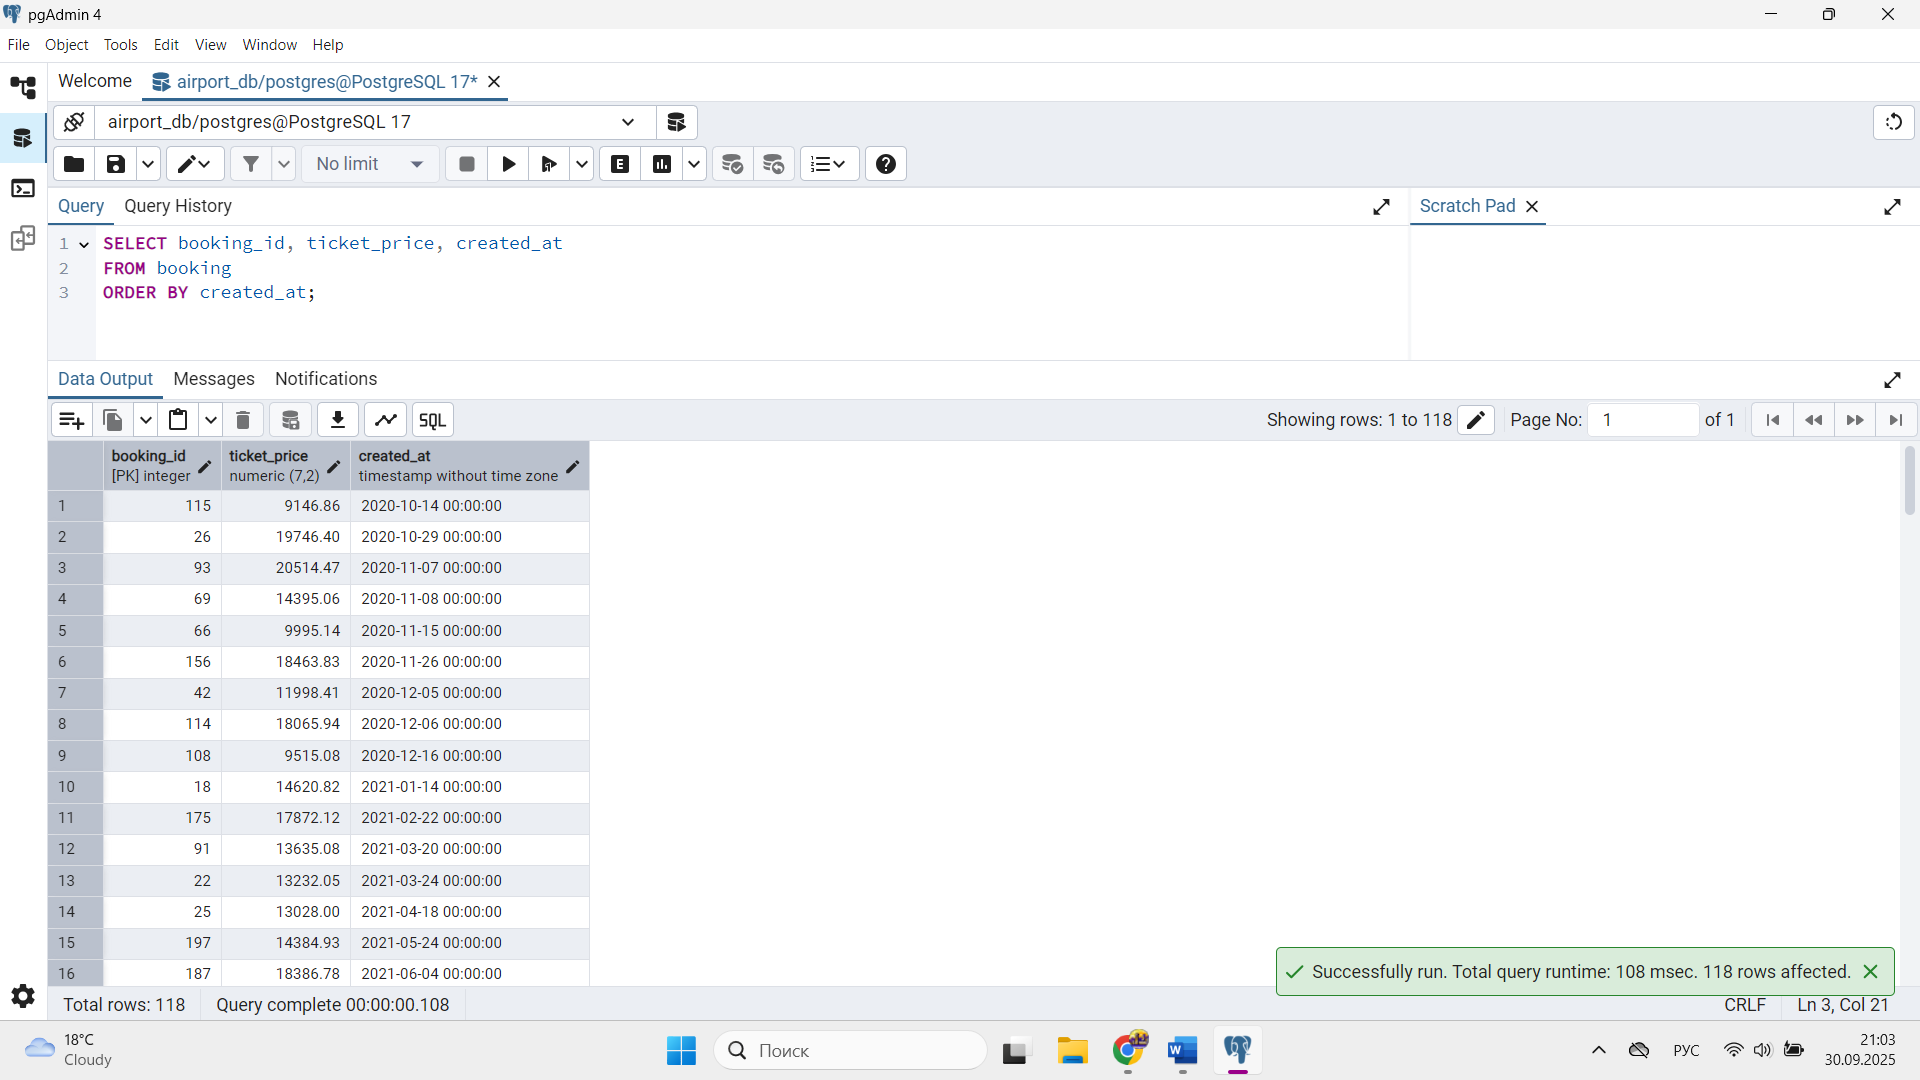 pgAdmin 4
File Object Tools Edit View Window Help
Welcome airport_db/postgres@PostgreSQL 17*
airport_db/postgres@PostgreSQL 17
No limit
Query Query History Scratch Pad
1 SELECT booking_id, ticket_price, created_at
2 FROM booking
3 ORDER BY created_at;
Data Output Messages Notifications
SQL Showing rows: 1 to 118 Page No: 1 of 1
booking_id ticket_price created_at
[PK] integer numeric (7,2) timestamp without time zone
1 115 9146.86 2020-10-14 00:00:00
2 26 19746.40 2020-10-29 00:00:00
3 93 20514.47 2020-11-07 00:00:00
4 69 14395.06 2020-11-08 00:00:00
5 66 9995.14 2020-11-15 00:00:00
6 156 18463.83 2020-11-26 00:00:00
7 42 11998.41 2020-12-05 00:00:00
8 114 18065.94 2020-12-06 00:00:00
9 108 9515.08 2020-12-16 00:00:00
10 18 14620.82 2021-01-14 00:00:00
11 175 17872.12 2021-02-22 00:00:00
12 91 13635.08 2021-03-20 00:00:00
13 22 13232.05 2021-03-24 00:00:00
14 25 13028.00 2021-04-18 00:00:00
15 197 14384.93 2021-05-24 00:00:00
16 187 18386.78 2021-06-04 00:00:00
Successfully run. Total query runtime: 108 msec. 118 rows affected.
Total rows: 118 Query complete 00:00:00.108 CRLF Ln 3, Col 21
18°C
Cloudy
Поиск
РУС
21:03
30.09.2025